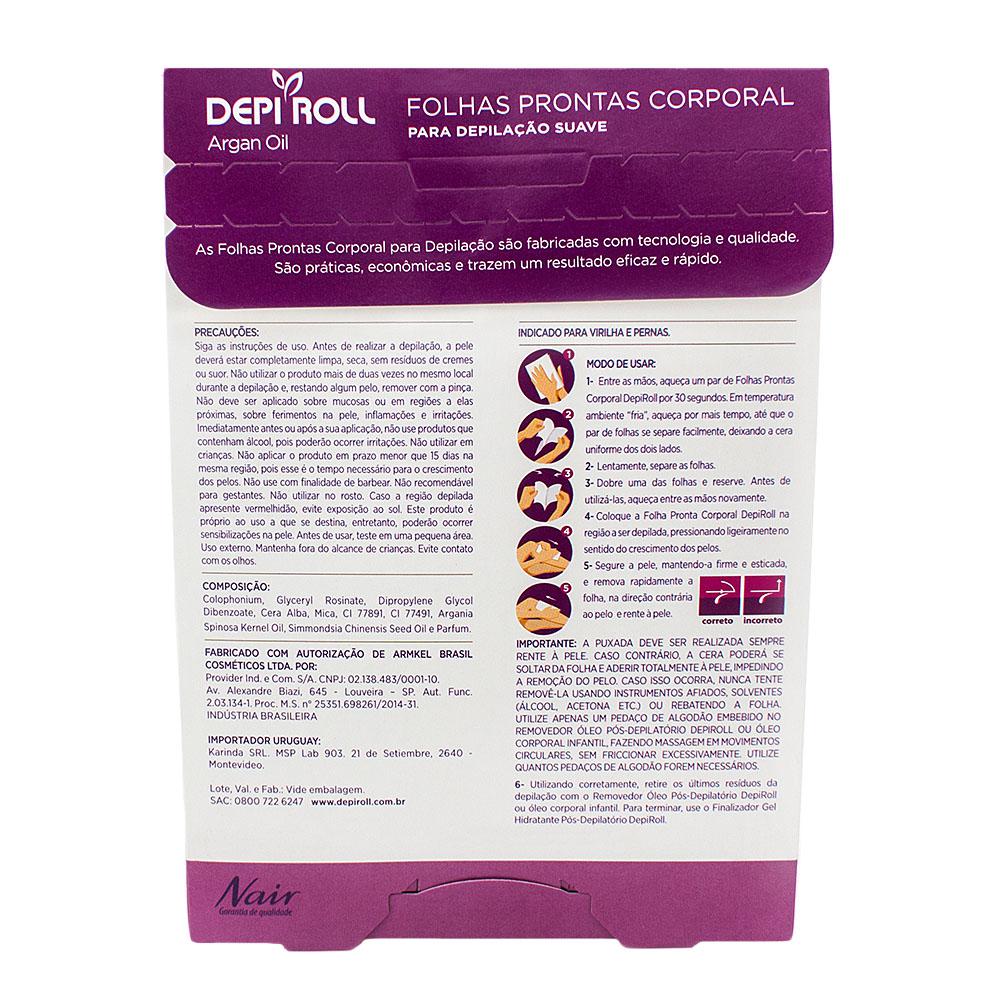 DEPI ROLL
Argan Oil
FOLHAS PRONTAS CORPORAL
PARA DEPILAÇÃO SUAVE
As Folhas Prontas Corporal para Depilação são fabricadas com tecnologia e qualidade.
São práticas, econômicas e trazem um resultado eficaz e rápido.
PRECAUÇÕES:
Siga as instruções de uso. Antes de realizar a depilação, a pele
deverá estar completamente limpa, seca, sem resíduos de cremes
ou suor. Não utilizar o produto mais de duas vezes no mesmo local
durante a depilação e, restando algum pelo, remover com a pinça.
Não deve ser aplicado sobre mucosas ou em regiões a elas
próximas, sobre ferimentos na pele, inflamações e irritações.
Imediatamente antes ou após a sua aplicação, não use produtos que
contenham álcool, pois poderão ocorrer irritações. Não utilizar em
crianças. Não aplicar o produto em prazo menor que 15 dias na
mesma região, pois esse é o tempo necessário para o crescimento
dos pelos. Não use com finalidade de barbear. Não recomendável
para gestantes. Não utilizar no rosto. Caso a região depilada
apresente vermelhidão, evite exposição ao sol. Este produto é
próprio ao uso a que se destina, entretanto, poderão ocorrer
sensibilizações na pele. Antes de usar, teste em uma pequena área.
Uso externo. Mantenha fora do alcance de crianças. Evite contato
com os olhos.
COMPOSIÇÃO:
Colophonium, Glyceryl Rosinate, Dipropylene Glycol
Dibenzoate, Cera Alba, Mica, CI 77891, CI 77491, Argania
Spinosa Kernel Oil, Simmondsia Chinensis Seed Oil e Parfum.
FABRICADO COM AUTORIZAÇÃO DE ARMKEL BRASIL
COSMÉTICOS LTDA. POR:
Provider Ind. e Com. S/A. CNPJ: 02.138.483/0001-10.
Av. Alexandre Biazi, 645 - Louveira – SP. Aut. Func.
2.03.134-1. Proc. M.S. n° 25351.698261/2014-31.
INDÚSTRIA BRASILEIRA
IMPORTADOR URUGUAY:
Karinda SRL. MSP Lab 903. 21 de Setiembre, 2640 -
Montevideo.
Lote, Val. e Fab.: Vide embalagem.
SAC: 0800 722 6247 www.depiroll.com.br
INDICADO PARA VIRILHA E PERNAS.
MODO DE USAR:
1
1- Entre as mãos, aqueça um par de Folhas Prontas
Corporal DepiRoll por 30 segundos. Em temperatura
ambiente "fria", aqueça por mais tempo, até que o
par de folhas se separe facilmente, deixando a cera
uniforme dos dois lados.
2
2- Lentamente, separe as folhas.
3
3- Dobre uma das folhas e reserve. Antes de
utilizá-las, aqueça entre as mãos novamente.
4
4- Coloque a Folha Pronta Corporal DepiRoll na
região a ser depilada, pressionando ligeiramente no
sentido do crescimento dos pelos.
5
5- Segure a pele, mantendo-a firme e esticada,
e remova rapidamente a
folha, na direção contrária
ao pelo e rente à pele.
correto incorreto
IMPORTANTE: A PUXADA DEVE SER REALIZADA SEMPRE
RENTE À PELE. CASO CONTRÁRIO, A CERA PODERÁ SE
SOLTAR DA FOLHA E ADERIR TOTALMENTE À PELE, IMPEDINDO
A REMOÇÃO DO PELO. CASO ISSO OCORRA, NUNCA TENTE
REMOVÊ-LA USANDO INSTRUMENTOS AFIADOS, SOLVENTES
(ÁLCOOL, ACETONA ETC.) OU REBATENDO A FOLHA.
UTILIZE APENAS UM PEDAÇO DE ALGODÃO EMBEBIDO NO
REMOVEDOR ÓLEO PÓS-DEPILATÓRIO DEPIROLL OU ÓLEO
CORPORAL INFANTIL, FAZENDO MASSAGEM EM MOVIMENTOS
CIRCULARES, SEM FRICCIONAR EXCESSIVAMENTE. UTILIZE
QUANTOS PEDAÇOS DE ALGODÃO FOREM NECESSÁRIOS.
6- Utilizando corretamente, retire os últimos resíduos da
depilação com o Removedor Óleo Pós-Depilatório DepiRoll
ou óleo corporal infantil. Para terminar, use o Finalizador Gel
Hidratante Pós-Depilatório DepiRoll.
Nair
Garantia de qualidade